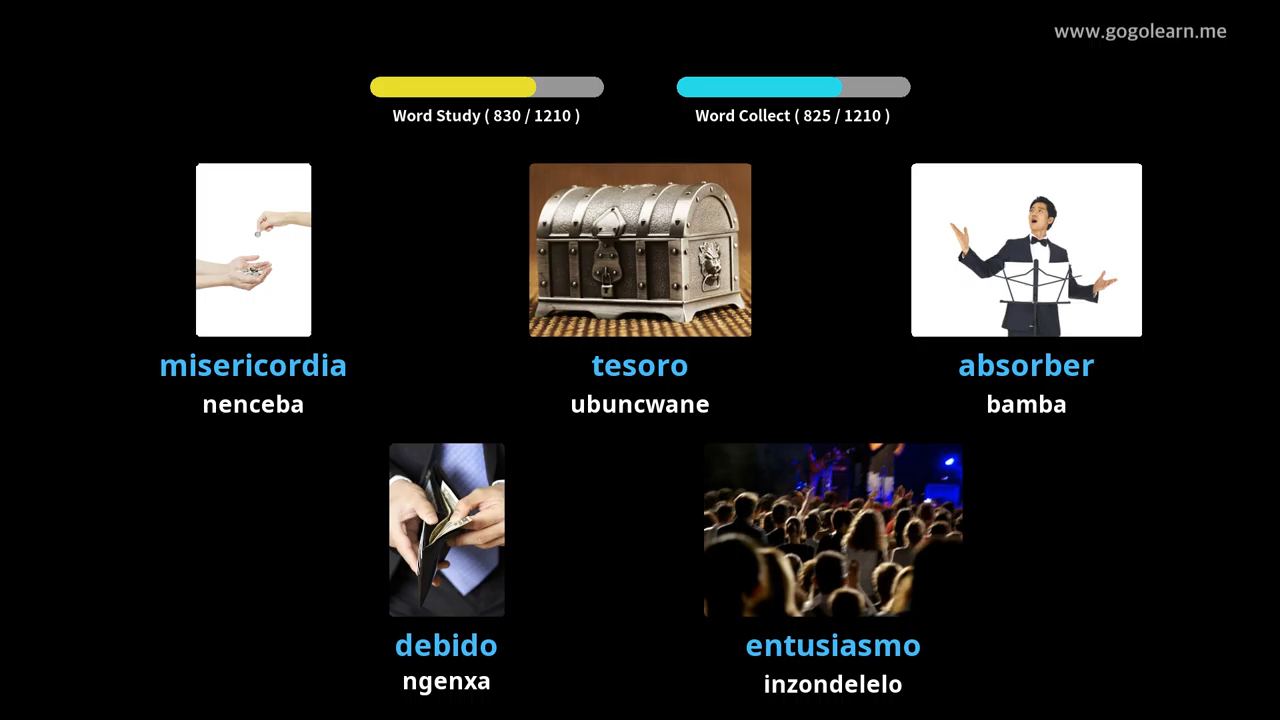 www.gogolearn.me
Word Study ( 830 / 1210 )
Word Collect ( 825 / 1210 )
misericordia
nenceba
tesoro
ubuncwane
absorber
bamba
debido
ngenxa
entusiasmo
inzondelelo